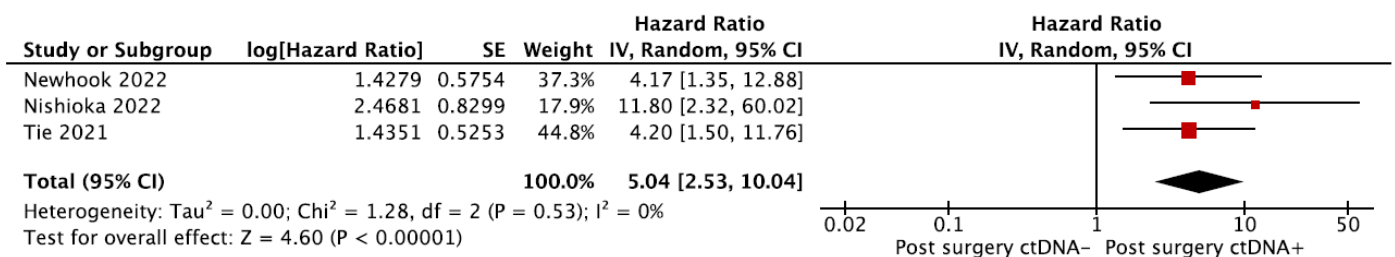 Hazard Ratio Hazard Ratio
Study or Subgroup log[Hazard Ratio] SE Weight IV, Random, 95% CI IV, Random, 95% CI
Newhook 2022 1.4279 0.5754 37.3% 4.17 [1.35, 12.88]
Nishioka 2022 2.4681 0.8299 17.9% 11.80 [2.32, 60.02]
Tie 2021 1.4351 0.5253 44.8% 4.20 [1.50, 11.76]
Total (95% CI) 100.0% 5.04 [2.53, 10.04]
Heterogeneity: Tau² = 0.00; Chi² = 1.28, df = 2 (P = 0.53); I² = 0%
Test for overall effect: Z = 4.60 (P < 0.00001)
0.02 0.1 1 10 50
Post surgery ctDNA- Post surgery ctDNA+